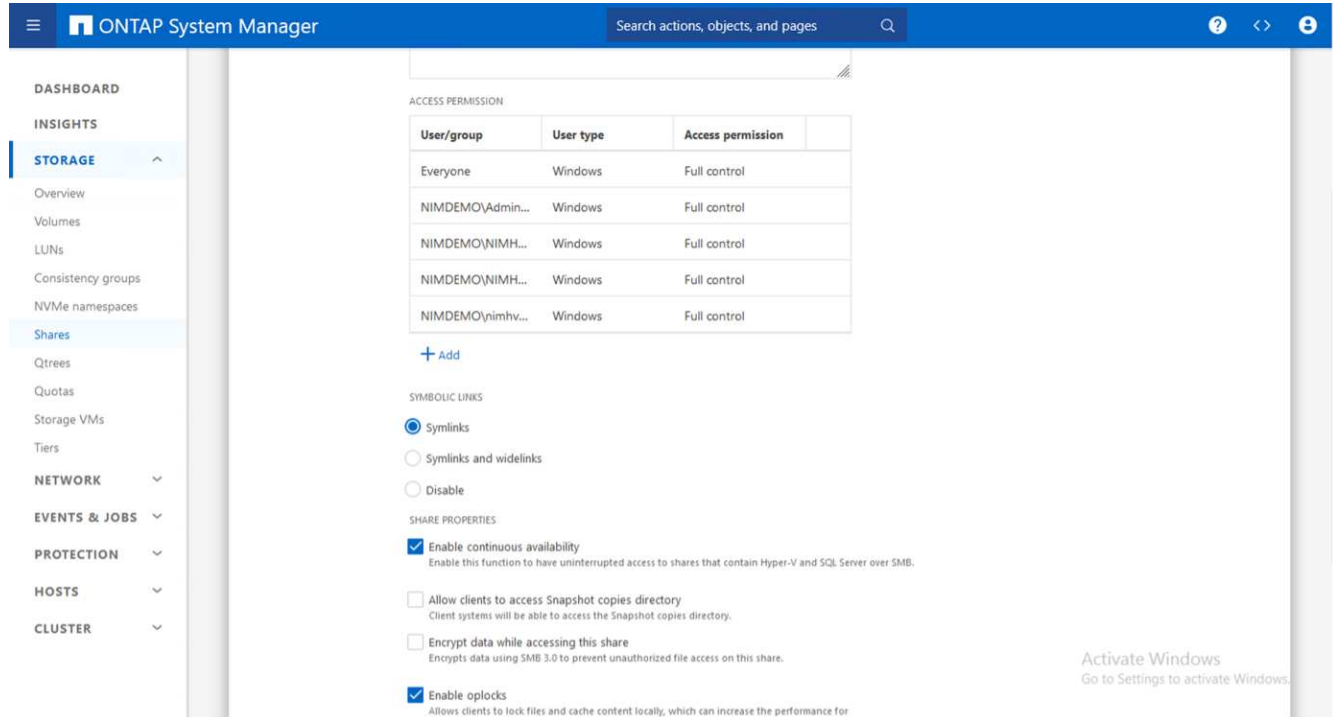 ONTAP System Manager
Search actions, objects, and pages
?
<>
DASHBOARD
INSIGHTS
STORAGE
Overview
Volumes
LUNs
Consistency groups
NVMe namespaces
Shares
Qtrees
Quotas
Storage VMs
Tiers
NETWORK
EVENTS & JOBS
PROTECTION
HOSTS
CLUSTER
ACCESS PERMISSION
User/group User type Access permission
Everyone Windows Full control
NIMDEMO\Admin... Windows Full control
NIMDEMO\NIMH... Windows Full control
NIMDEMO\NIMH... Windows Full control
NIMDEMO\nimhv... Windows Full control
+ Add
SYMBOLIC LINKS
Symlinks
Symlinks and widelinks
Disable
SHARE PROPERTIES
Enable continuous availability
Enable this function to have uninterrupted access to shares that contain Hyper-V and SQL Server over SMB.
Allow clients to access Snapshot copies directory
Client systems will be able to access the Snapshot copies directory.
Encrypt data while accessing this share
Encrypts data using SMB 3.0 to prevent unauthorized file access on this share.
Enable oplocks
Allows clients to lock files and cache content locally, which can increase the performance for
Activate Windows
Go to Settings to activate Windows.